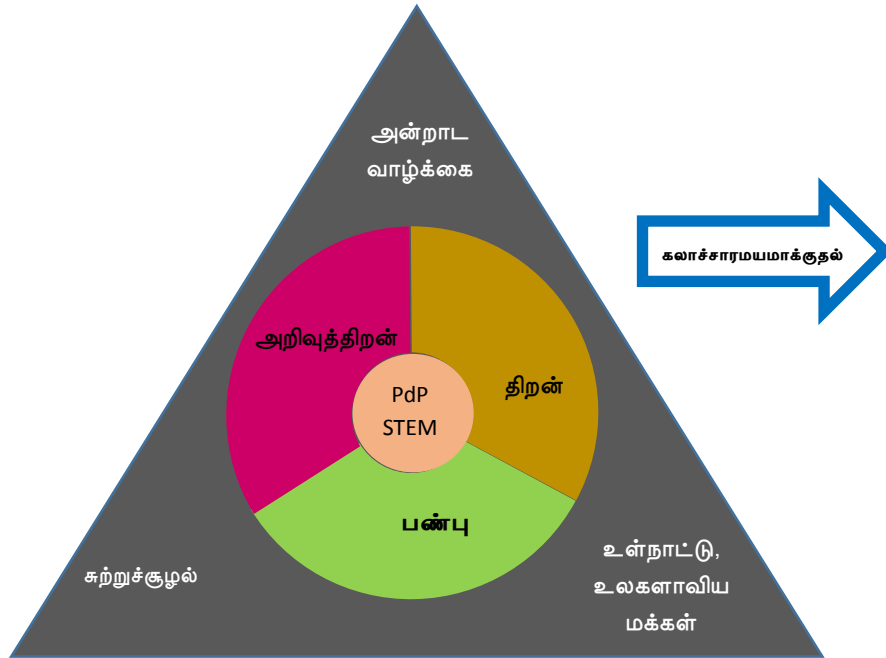 அன்றாட
வாழ்க்கை
கலாச்சாரமயமாக்குதல்
அறிவுத்திறன்
திறன்
PdP
STEM
பண்பு
சுற்றுச்சூழல்
உள்நாட்டு,
உலகளாவிய
மக்கள்